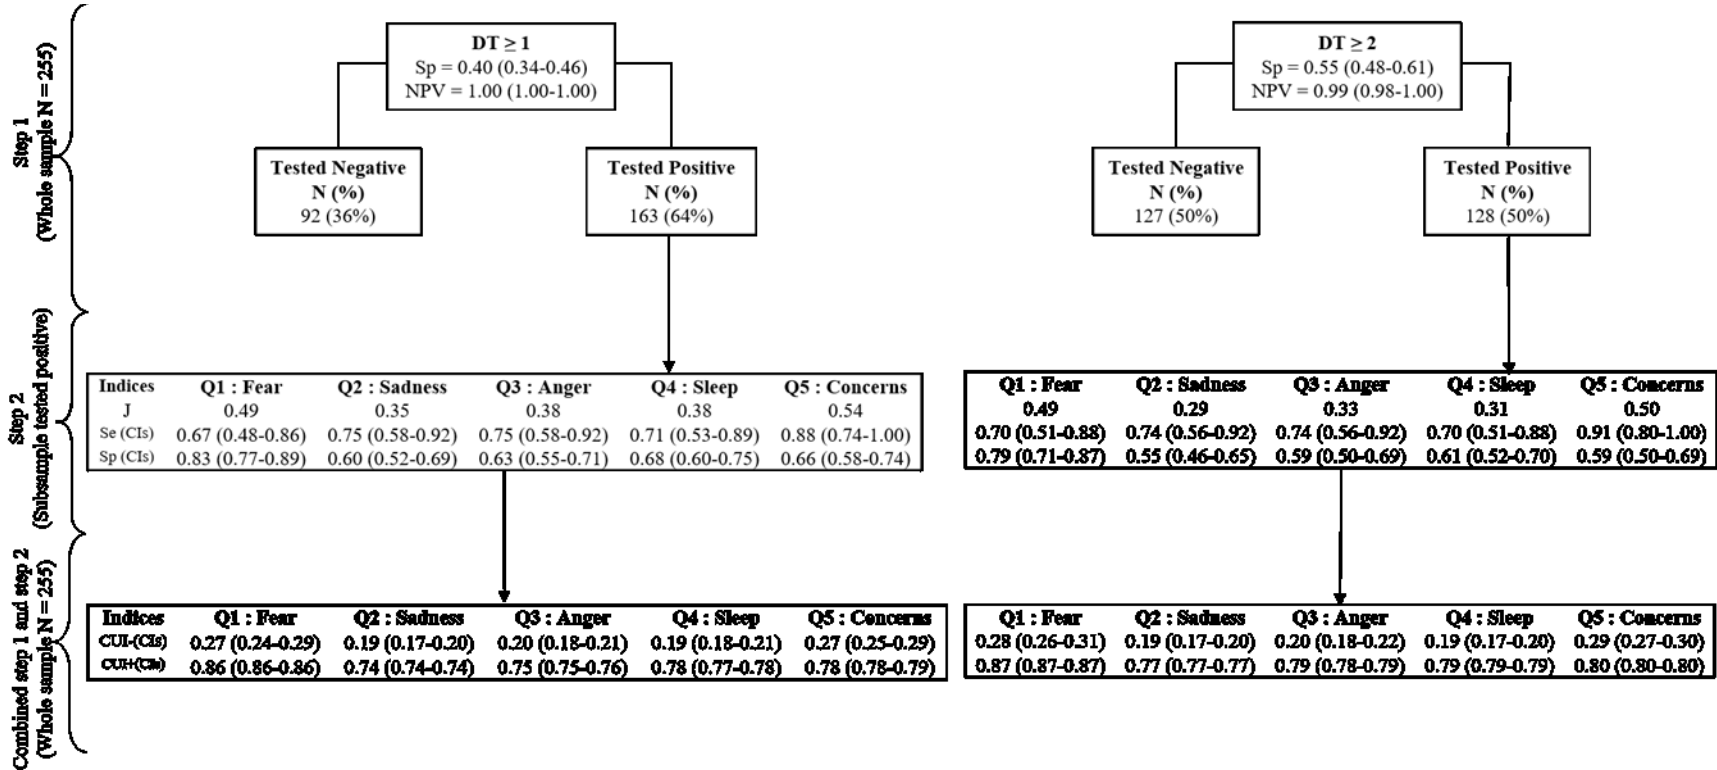 Step 1
(Whole sample N = 255)
DT ≥ 1
Sp = 0.40 (0.34-0.46)
NPV = 1.00 (1.00-1.00)
Tested Negative
N (%)
92 (36%)
Tested Positive
N (%)
163 (64%)
DT ≥ 2
Sp = 0.55 (0.48-0.61)
NPV = 0.99 (0.98-1.00)
Tested Negative
N (%)
127 (50%)
Tested Positive
N (%)
128 (50%)
Step 2
(Subsample tested positive)
Indices Q1 : Fear Q2 : Sadness Q3 : Anger Q4 : Sleep Q5 : Concerns
J 0.49 0.35 0.38 0.38 0.54
Se (CIs) 0.67 (0.48-0.86) 0.75 (0.58-0.92) 0.75 (0.58-0.92) 0.71 (0.53-0.89) 0.88 (0.74-1.00)
Sp (CIs) 0.83 (0.77-0.89) 0.60 (0.52-0.69) 0.63 (0.55-0.71) 0.68 (0.60-0.75) 0.66 (0.58-0.74)
Q1 : Fear Q2 : Sadness Q3 : Anger Q4 : Sleep Q5 : Concerns
0.49 0.29 0.33 0.31 0.50
0.70 (0.51-0.88) 0.74 (0.56-0.92) 0.74 (0.56-0.92) 0.70 (0.51-0.88) 0.91 (0.80-1.00)
0.79 (0.71-0.87) 0.55 (0.46-0.65) 0.59 (0.50-0.69) 0.61 (0.52-0.70) 0.59 (0.50-0.69)
Combined step 1 and step 2
(Whole sample N = 255)
Indices Q1 : Fear Q2 : Sadness Q3 : Anger Q4 : Sleep Q5 : Concerns
CUI-(CIs) 0.27 (0.24-0.29) 0.19 (0.17-0.20) 0.20 (0.18-0.21) 0.19 (0.18-0.21) 0.27 (0.25-0.29)
CUI+(CIs) 0.86 (0.86-0.86) 0.74 (0.74-0.74) 0.75 (0.75-0.76) 0.78 (0.77-0.78) 0.78 (0.78-0.79)
Q1 : Fear Q2 : Sadness Q3 : Anger Q4 : Sleep Q5 : Concerns
0.28 (0.26-0.31) 0.19 (0.17-0.20) 0.20 (0.18-0.22) 0.19 (0.17-0.20) 0.29 (0.27-0.30)
0.87 (0.87-0.87) 0.77 (0.77-0.77) 0.79 (0.78-0.79) 0.79 (0.79-0.79) 0.80 (0.80-0.80)